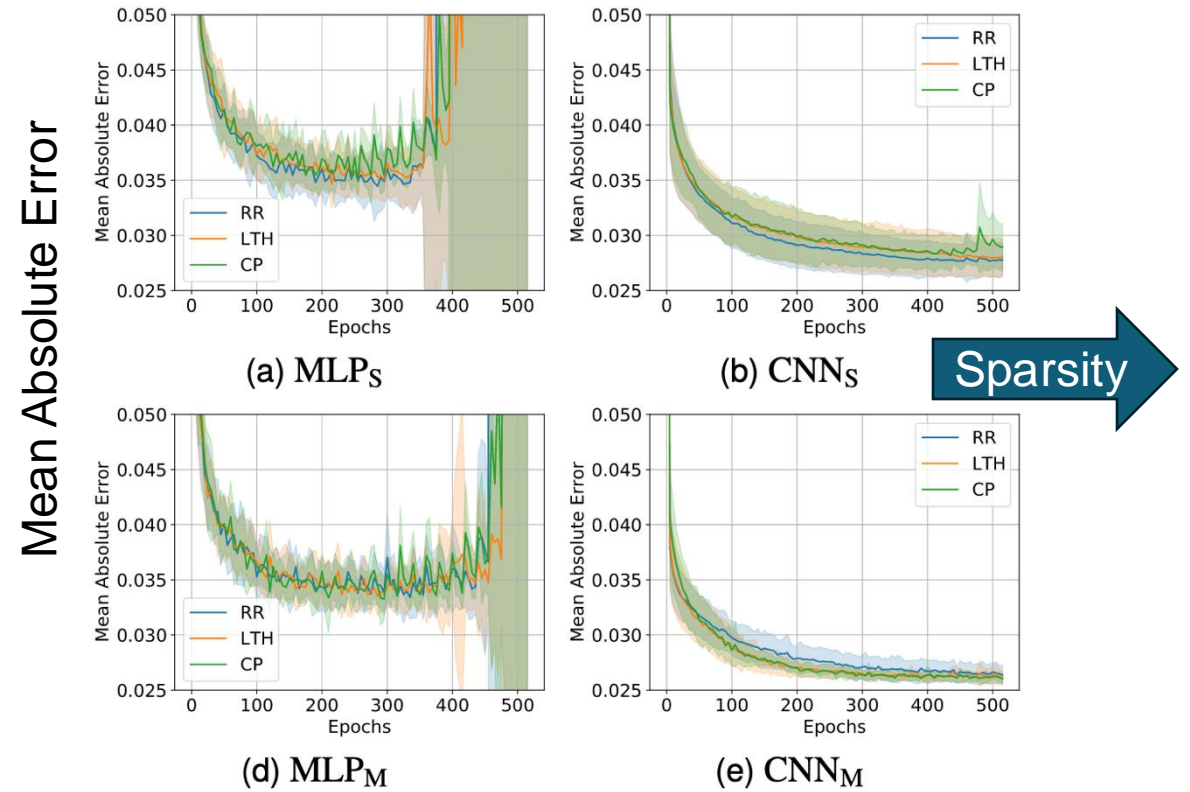 Mean Absolute Error
0.050
0.045
0.040
0.035
0.030
0.025
Mean Absolute Error
RR
LTH
CP
0 100 200 300 400 500
Epochs
(a) MLPS
0.050
0.045
0.040
0.035
0.030
0.025
Mean Absolute Error
RR
LTH
CP
0 100 200 300 400 500
Epochs
(b) CNNS
Sparsity
0.050
0.045
0.040
0.035
0.030
0.025
Mean Absolute Error
RR
LTH
CP
0 100 200 300 400 500
Epochs
(d) MLPM
0.050
0.045
0.040
0.035
0.030
0.025
Mean Absolute Error
RR
LTH
CP
0 100 200 300 400 500
Epochs
(e) CNNM